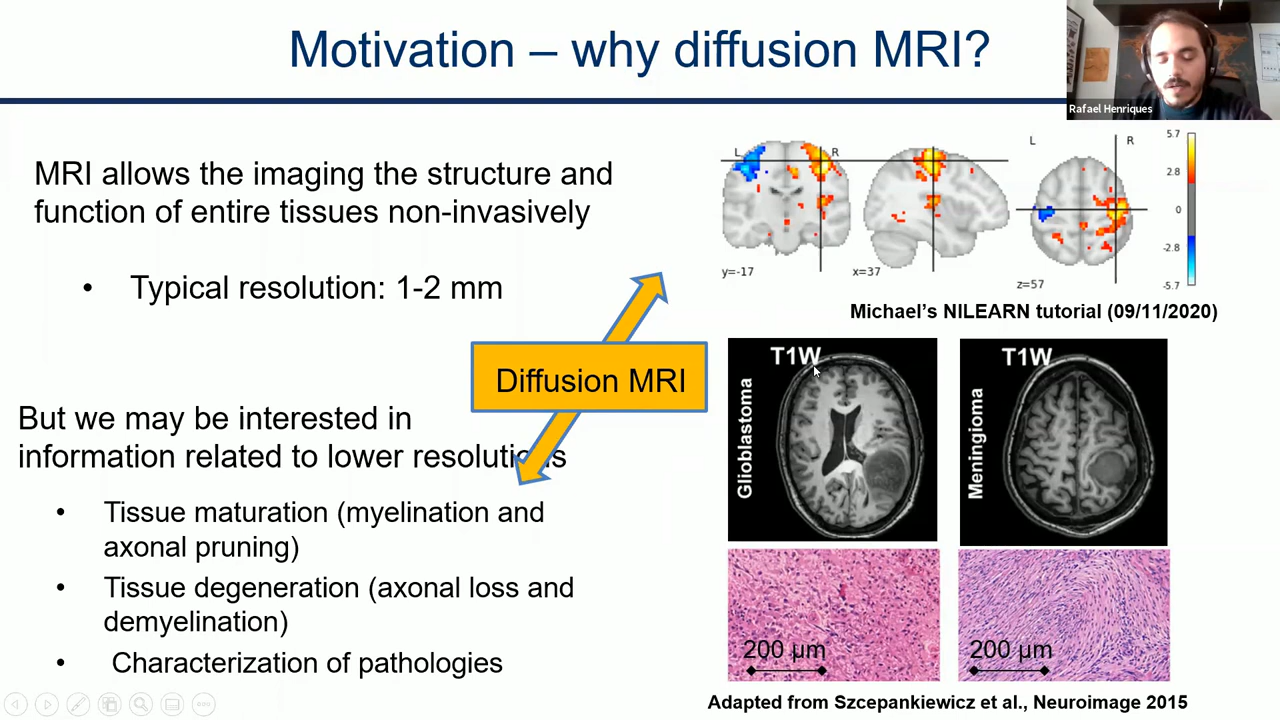 Motivation – why diffusion MRI?
Rafael Henriques
MRI allows the imaging the structure and
function of entire tissues non-invasively
• Typical resolution: 1-2 mm
Diffusion MRI
But we may be interested in
information related to lower resolutions
• Tissue maturation (myelination and
axonal pruning)
• Tissue degeneration (axonal loss and
demyelination)
• Characterization of pathologies
L R
L R
y=-17
x=37
z=57
5.7
2.8
0
-2.8
-5.7
Michael's NILEARN tutorial (09/11/2020)
T1W
Glioblastoma
T1W
Meningioma
200 μm
200 μm
Adapted from Szcepankiewicz et al., Neuroimage 2015